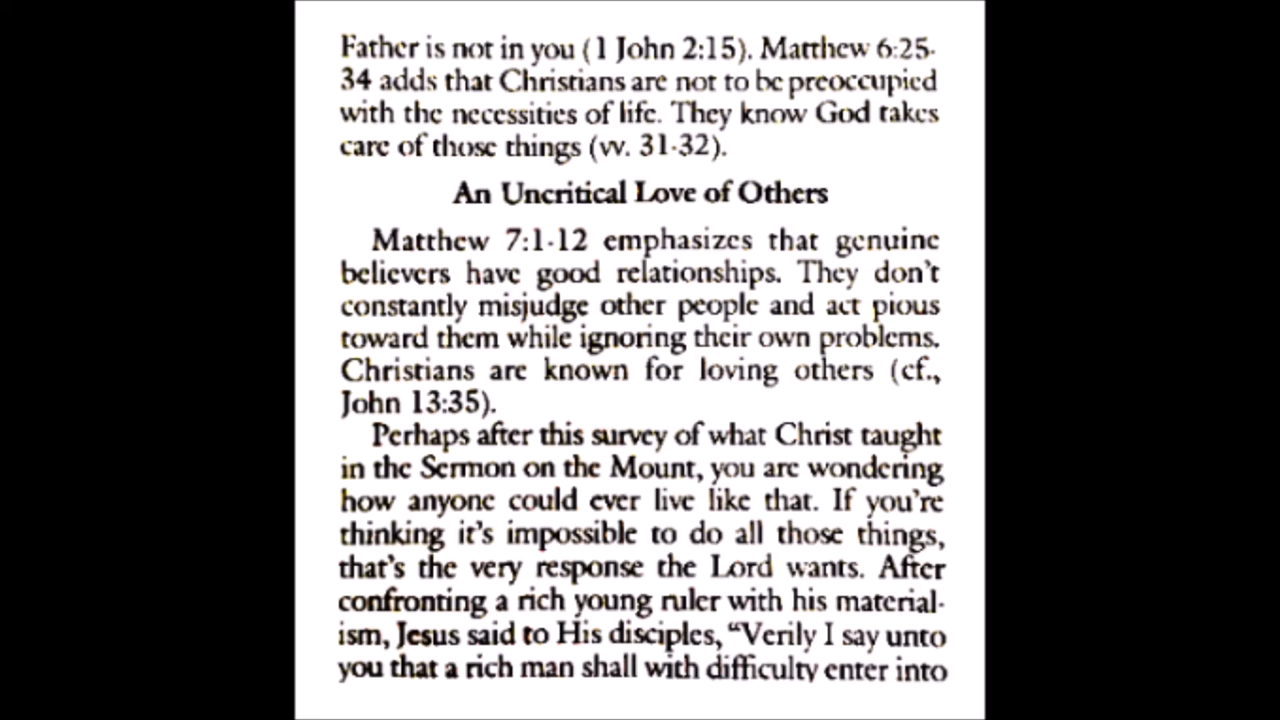 Father is not in you (1 John 2:15). Matthew 6:25-
34 adds that Christians are not to be preoccupied
with the necessities of life. They know God takes
care of those things (vv. 31-32).
An Uncritical Love of Others
Matthew 7:1-12 emphasizes that genuine
believers have good relationships. They don't
constantly misjudge other people and act pious
toward them while ignoring their own problems.
Christians are known for loving others (cf.,
John 13:35).
Perhaps after this survey of what Christ taught
in the Sermon on the Mount, you are wondering
how anyone could ever live like that. If you're
thinking it's impossible to do all those things,
that's the very response the Lord wants. After
confronting a rich young ruler with his material-
ism, Jesus said to His disciples, “Verily I say unto
you that a rich man shall with difficulty enter into